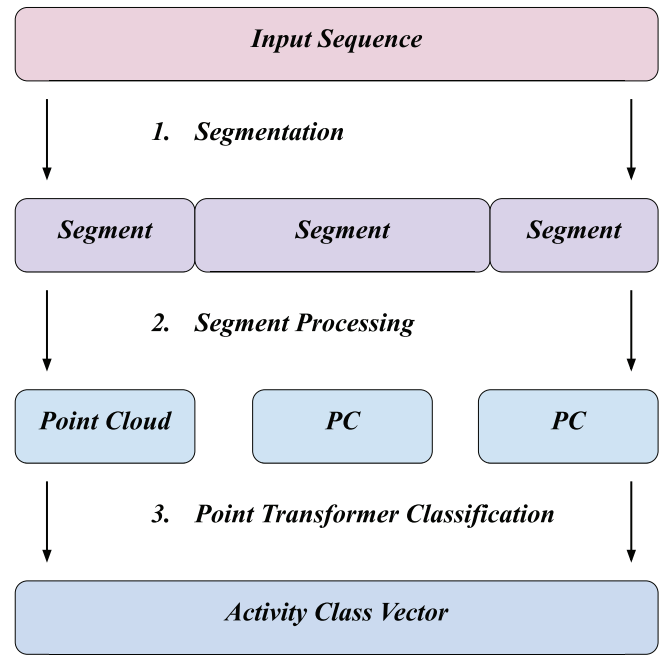 Input Sequence
1. Segmentation
Segment Segment Segment
2. Segment Processing
Point Cloud PC PC
3. Point Transformer Classification
Activity Class Vector